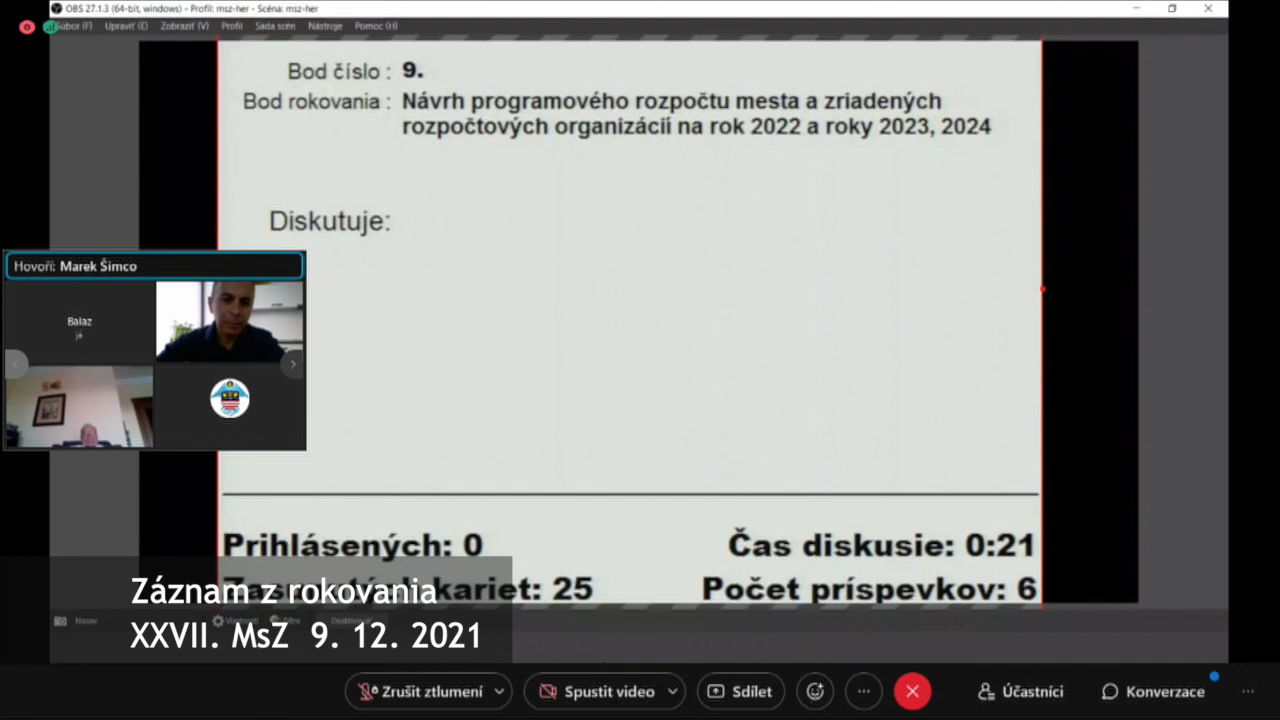 OBS 27.1.3 (64-bit, windows) - Profil: msz-her - Scéna: msz-her
Súbor (F) Upraviť (E) Zobraziť (V) Profil Sada scén Nástroje Pomoc (H)
Bod číslo : 9.
Bod rokovania : Návrh programového rozpočtu mesta a zriadených
rozpočtových organizácií na rok 2022 a roky 2023, 2024
Diskutuje:
Hovoří: Marek Šimco
Balaz
já
Prihlásených: 0 Čas diskusie: 0:21
kariet: 25 Počet príspevkov: 6
Záznam z rokovania
XXVII. MsZ 9. 12. 2021
Zrušit ztlumení Spustit video Sdílet Účastníci Konverzace